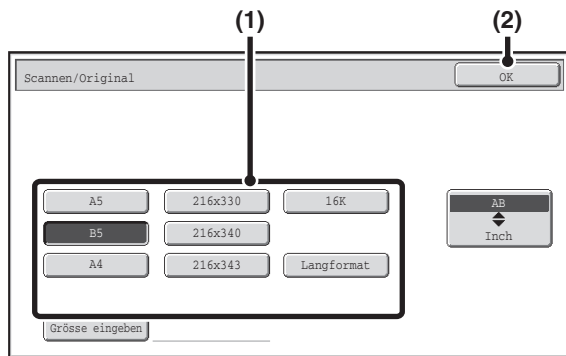 (1) (2)
Scannen/Original OK
A5 216x330 16K AB
B5 216x340 Inch
A4 216x343 Langformat
Grösse eingeben